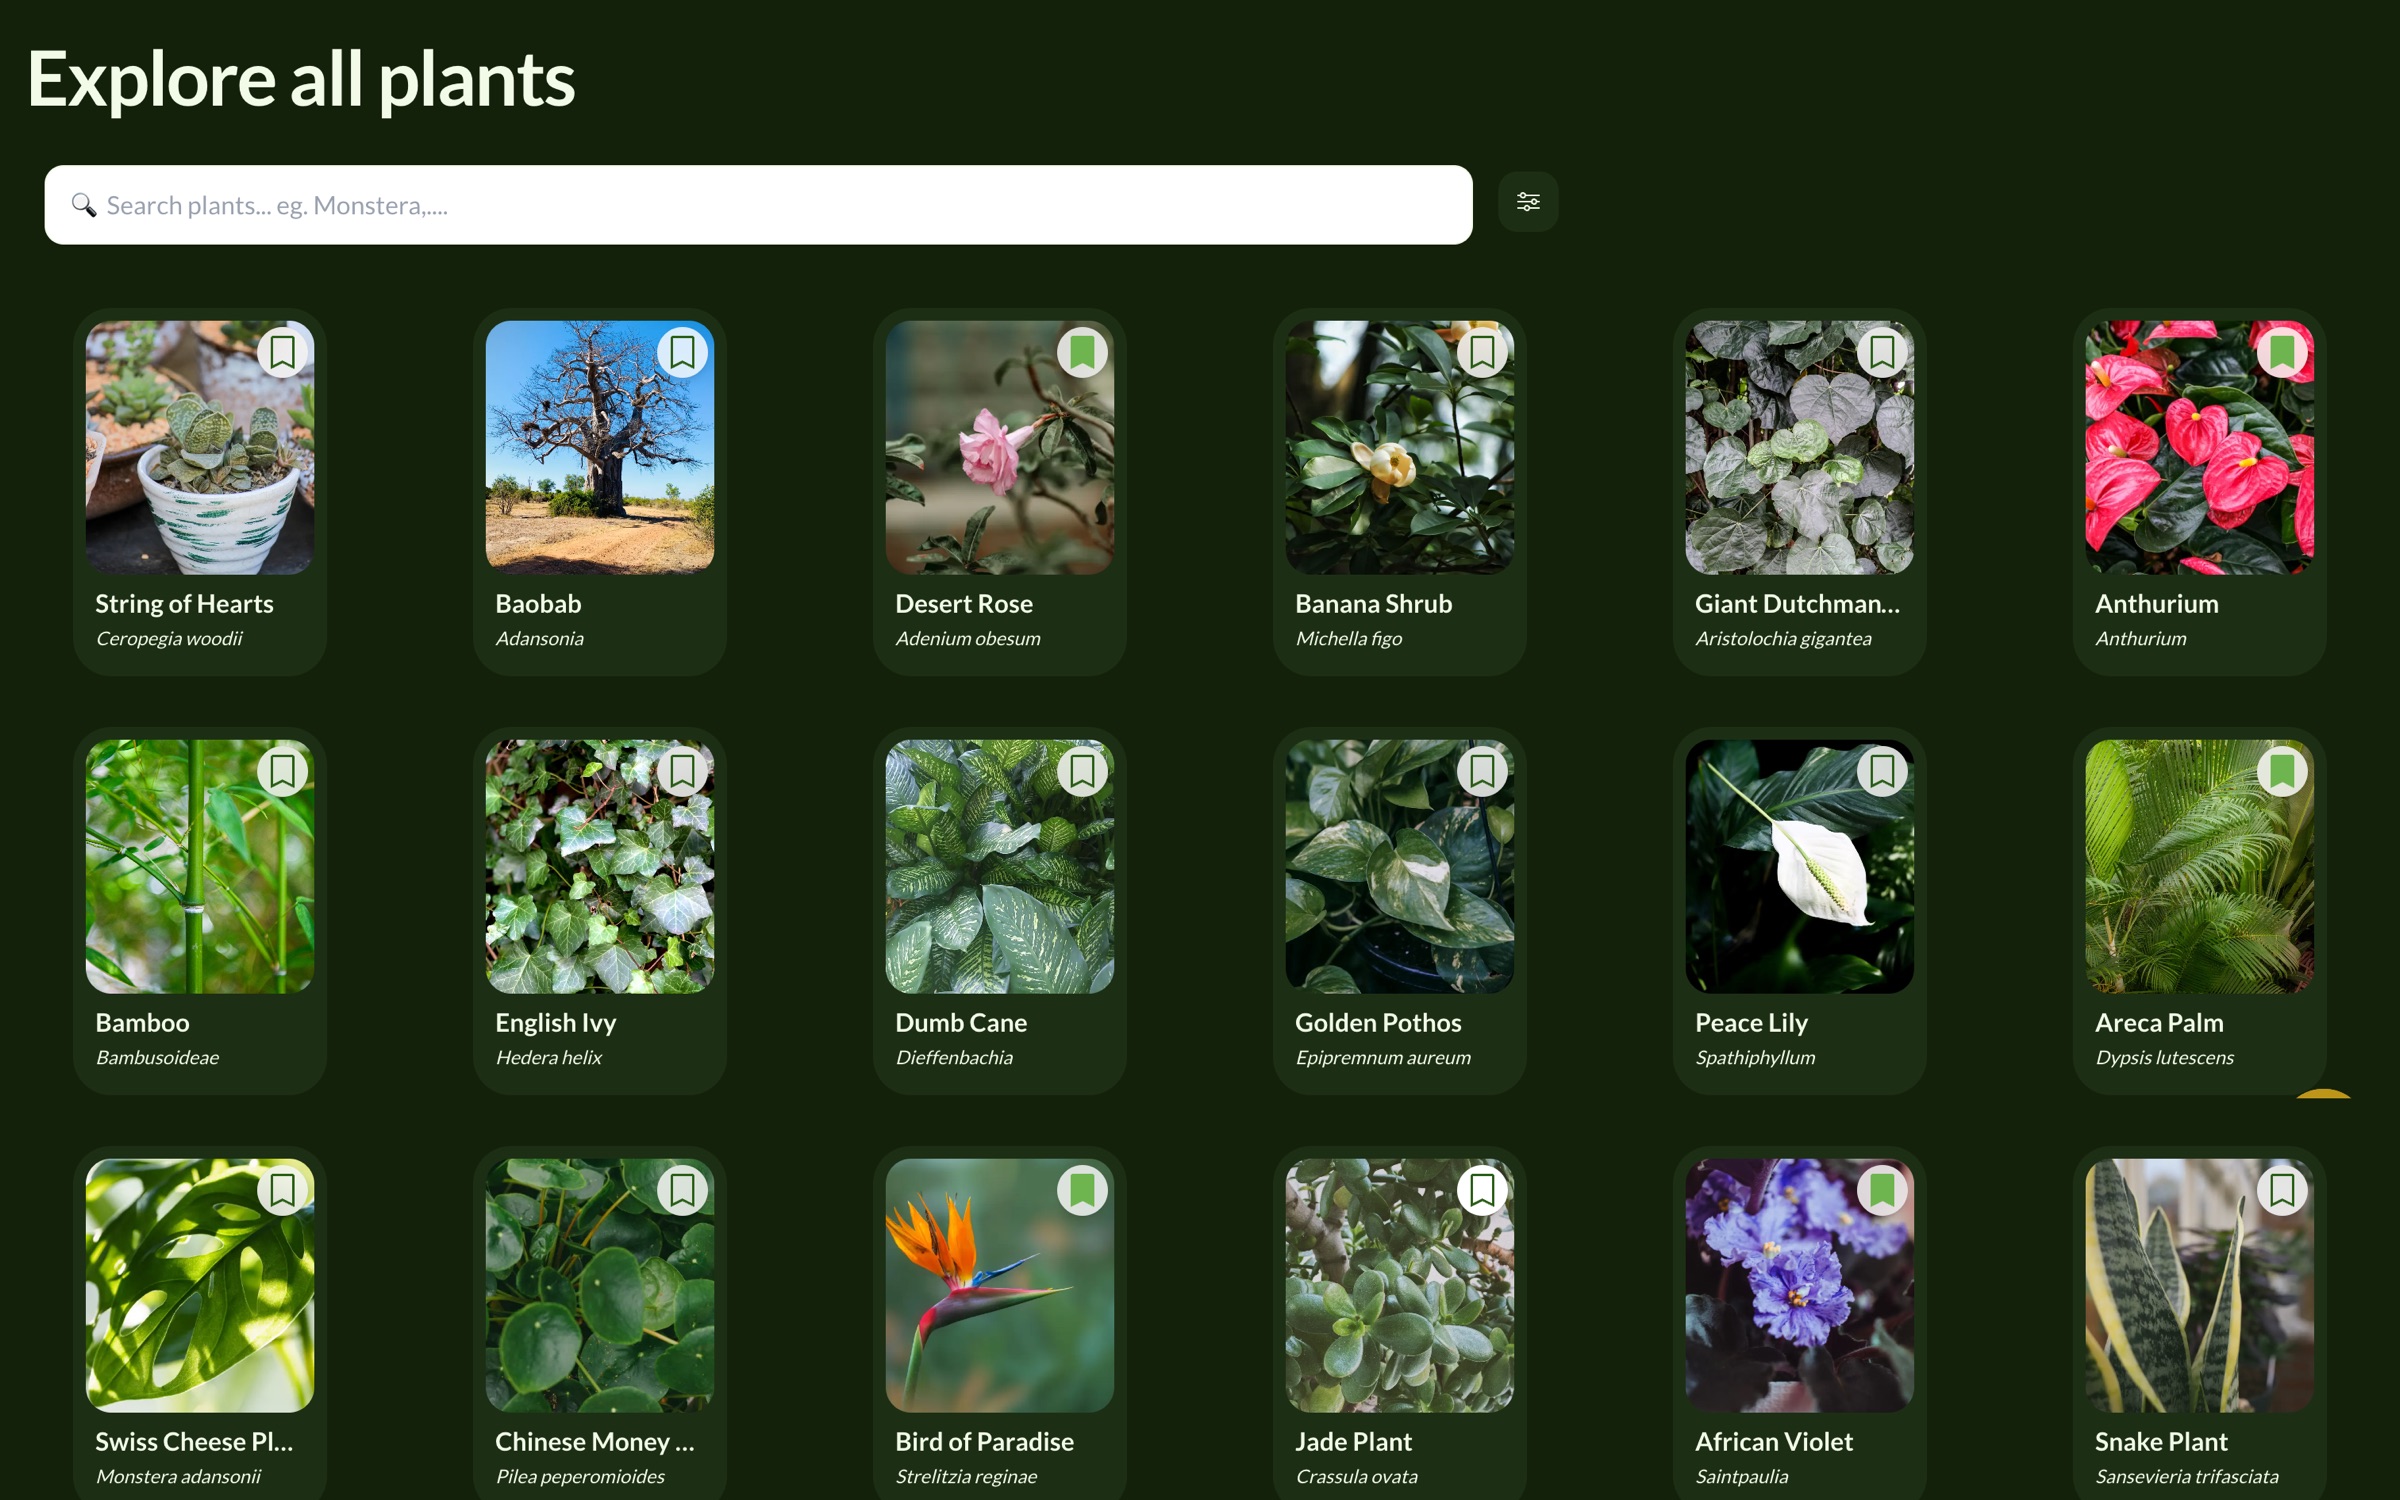 Explore all plants
🔍 Search plants... eg. Monstera,....
String of Hearts
Ceropegia woodii
Baobab
Adansonia
Desert Rose
Adenium obesum
Banana Shrub
Michella figo
Giant Dutchman...
Aristolochia gigantea
Anthurium
Anthurium
Bamboo
Bambusoideae
English Ivy
Hedera helix
Dumb Cane
Dieffenbachia
Golden Pothos
Epipremnum aureum
Peace Lily
Spathiphyllum
Areca Palm
Dypsis lutescens
Swiss Cheese Pl...
Monstera adansonii
Chinese Money ...
Pilea peperomioides
Bird of Paradise
Strelitzia reginae
Jade Plant
Crassula ovata
African Violet
Saintpaulia
Snake Plant
Sansevieria trifasciata